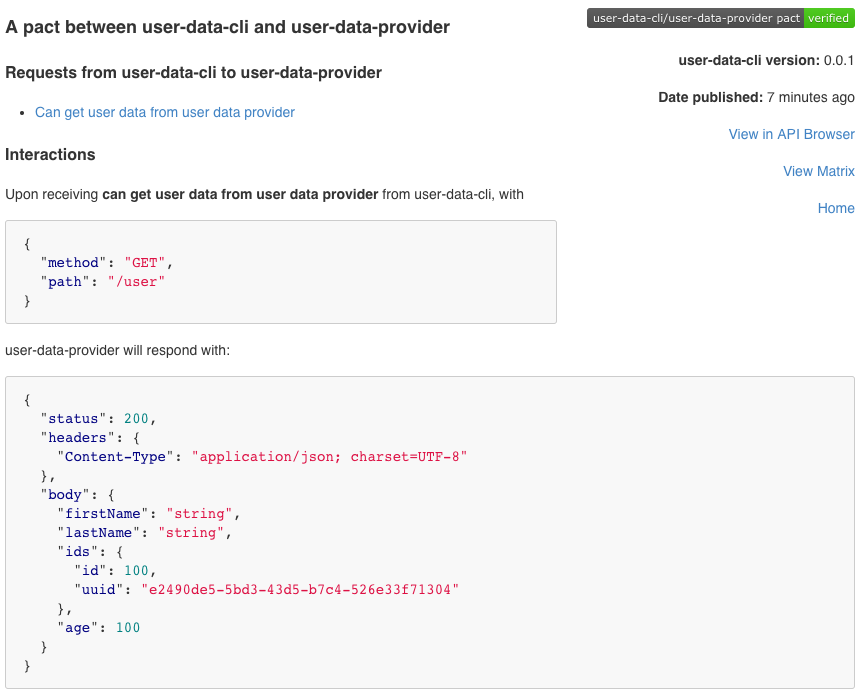 A pact between user-data-cli and user-data-provider
user-data-cli/user-data-provider pact verified
user-data-cli version: 0.0.1
Date published: 7 minutes ago
View in API Browser
View Matrix
Home
Requests from user-data-cli to user-data-provider
• Can get user data from user data provider
Interactions
Upon receiving can get user data from user data provider from user-data-cli, with
{
  "method": "GET",
  "path": "/user"
}
user-data-provider will respond with:
{
  "status": 200,
  "headers": {
    "Content-Type": "application/json; charset=UTF-8"
  },
  "body": {
    "firstName": "string",
    "lastName": "string",
    "ids": {
      "id": 100,
      "uuid": "e2490de5-5bd3-43d5-b7c4-526e33f71304"
    },
    "age": 100
  }
}